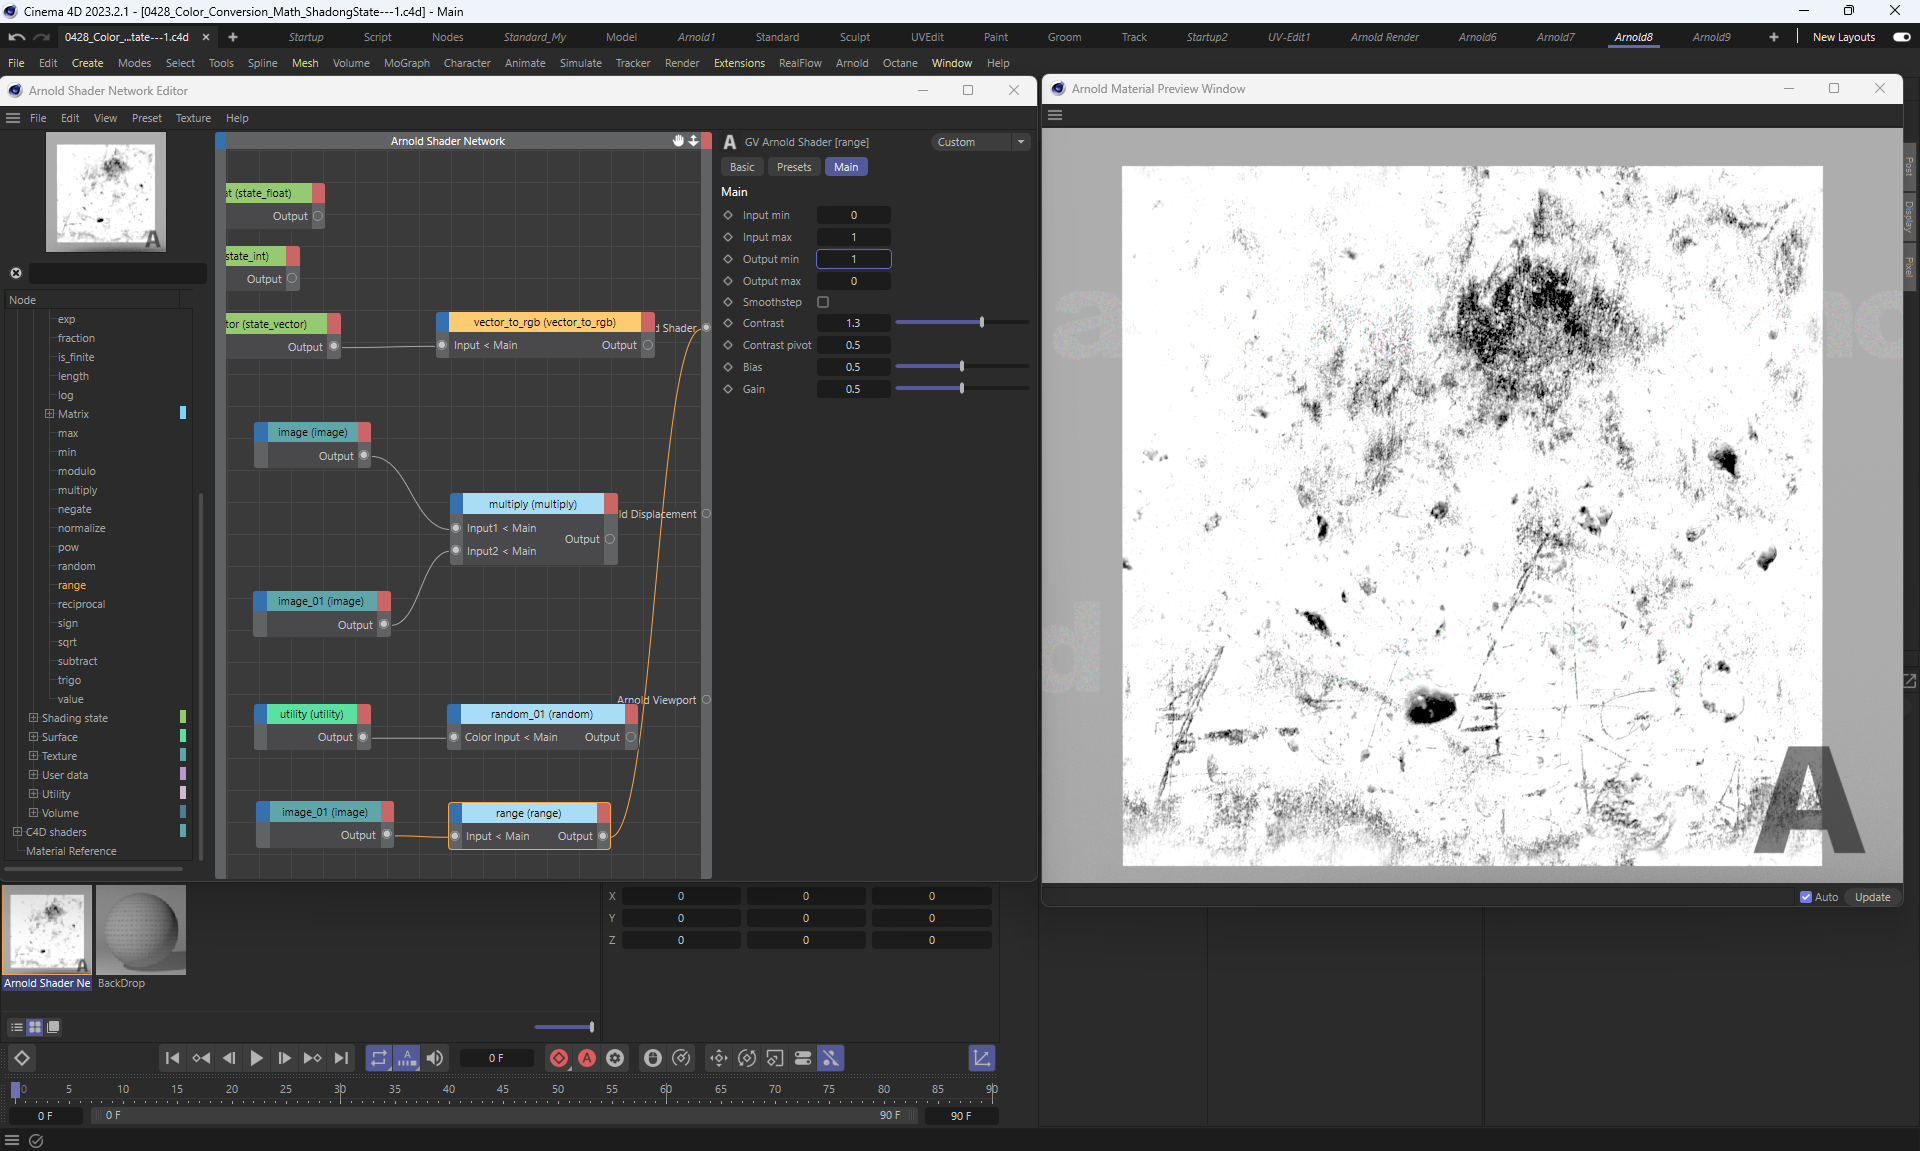 Cinema 4D 2023.2.1 - [0428_Color_Conversion_Math_ShadongState---1.c4d] - Main
0428_Color_...tate---1.c4d Startup Script Nodes Standard_My Model Arnold1 Standard Sculpt UVEdit Paint Groom Track Startup2 UV-Edit1 Arnold Render Arnold6 Arnold7 Arnold8 Arnold9 New Layouts
File Edit Create Modes Select Tools Spline Mesh Volume MoGraph Character Animate Simulate Tracker Render Extensions RealFlow Arnold Octane Window Help
Arnold Shader Network Editor
File Edit View Preset Texture Help
A
Node
exp
fraction
is_finite
length
log
Matrix
max
min
modulo
multiply
negate
normalize
pow
random
range
reciprocal
sign
sqrt
subtract
trigo
value
Shading state
Surface
Texture
User data
Utility
Volume
C4D shaders
Material Reference
Arnold Shader Network
at (state_float)
Output
state_int)
Output
tor (state_vector)
Output
vector_to_rgb (vector_to_rgb)
Input < Main Output
d Shader
image (image)
Output
multiply (multiply)
Input1 < Main
Output
Input2 < Main
ld Displacement
image_01 (image)
Output
Arnold Viewport
utility (utility)
Output
random_01 (random)
Color Input < Main Output
image_01 (image)
Output
range (range)
Input < Main Output
GV Arnold Shader [range] Custom
Basic Presets Main
Main
Input min 0
Input max 1
Output min 1
Output max 0
Smoothstep
Contrast 1.3
Contrast pivot 0.5
Bias 0.5
Gain 0.5
Arnold Material Preview Window
A
Auto Update
Post
Display
Pixel
A
Arnold Shader Ne BackDrop
X 0 0 0
Y 0 0 0
Z 0 0 0
0 F
0 5 10 15 20 25 30 35 40 45 50 55 60 65 70 75 80 85 90
0 F 0 F 90 F 90 F